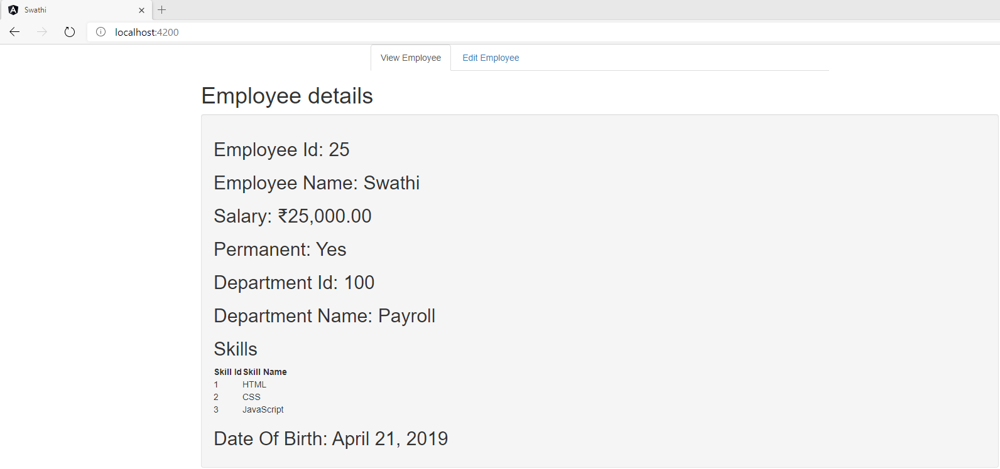 Swathi
localhost:4200
View Employee Edit Employee
Employee details
Employee Id: 25
Employee Name: Swathi
Salary: ₹25,000.00
Permanent: Yes
Department Id: 100
Department Name: Payroll
Skills
Skill Id Skill Name
1 HTML
2 CSS
3 JavaScript
Date Of Birth: April 21, 2019